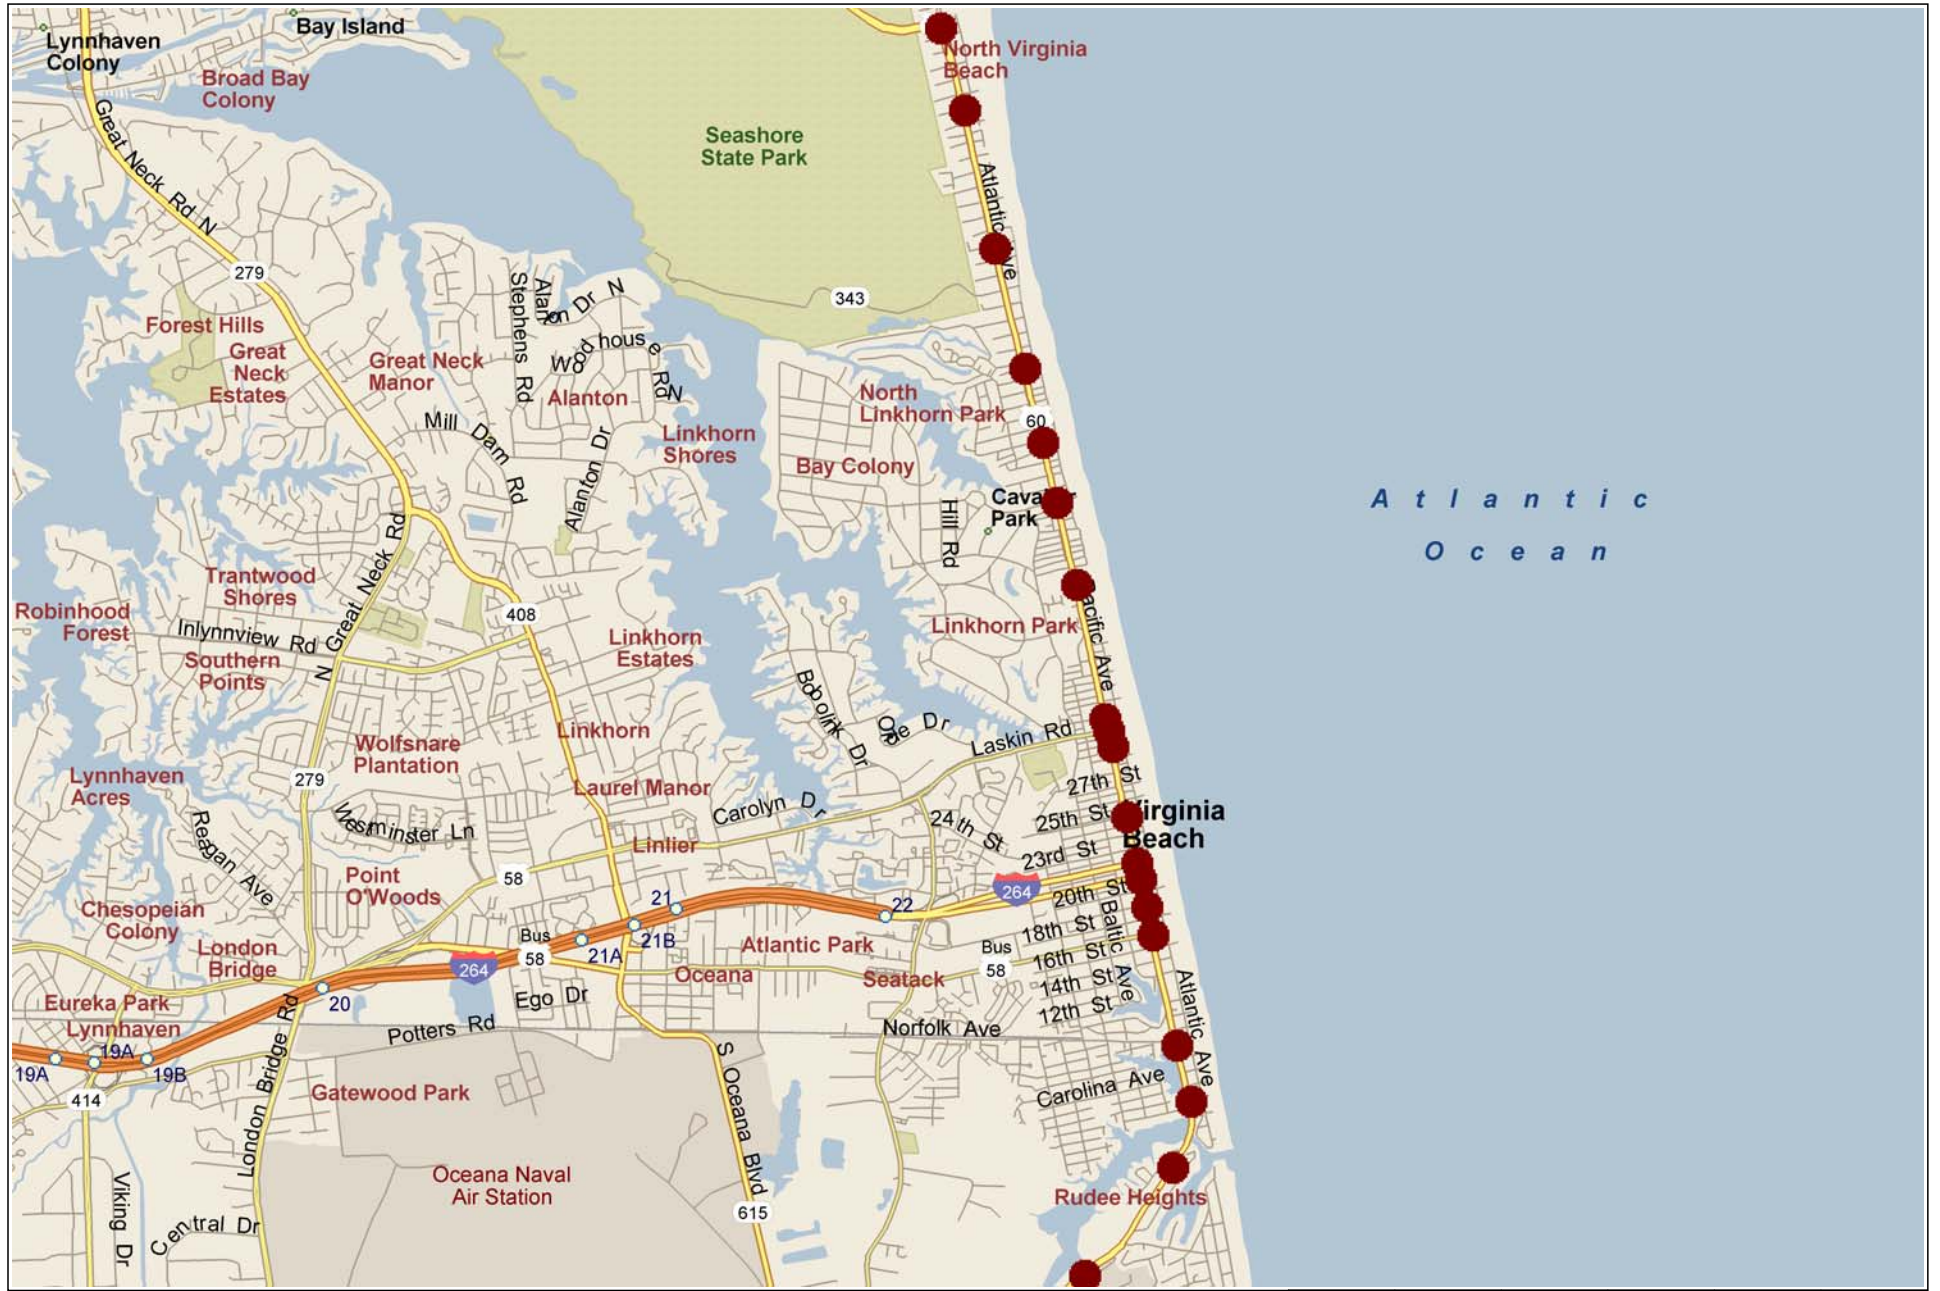 Lynnhaven
Colony
Bay Island
Broad Bay
Colony
North Virginia
Beach
Seashore
State Park
Great Neck Rd N
Atlantic Ave
279
343
Stephens Rd
Alanton Dr N
Forest Hills
Great
Neck
Estates
Great Neck
Manor
Woodhouse Rd N
Alanton
North
Linkhorn Park
60
Mill Dam Rd
Linkhorn
Shores
Alanton Dr
Bay Colony
Hill Rd
Cavalier
Park
A t l a n t i c
O c e a n
N Great Neck Rd
Trantwood
Shores
Robinhood
Forest
Inlynnview Rd
408
Southern
Points
Linkhorn
Estates
Linkhorn Park
Pacific Ave
Bobolink Dr
Oriole Dr
Laskin Rd
Linkhorn
Wolfsnare
Plantation
279
Lynnhaven
Acres
Laurel Manor
27th St
Reagan Ave
Westminster Ln
Carolyn Dr
24th St
25th St
Virginia
Beach
Linlier
23rd St
Point
O'Woods
58
264
21
22
20th St
Baltic Ave
Chesopeian
Colony
London
Bridge
Bus
58
21B
21A
Atlantic Park
18th St
Bus
58
16th St
264
Oceana
Seatack
14th St
Atlantic Ave
20
Eureka Park
Ego Dr
12th St
Lynnhaven
Potters Rd
Norfolk Ave
19A
19A
19B
London Bridge Rd
S Oceana Blvd
414
Gatewood Park
Carolina Ave
Viking Dr
Oceana Naval
Air Station
Rudee Heights
615
Central Dr